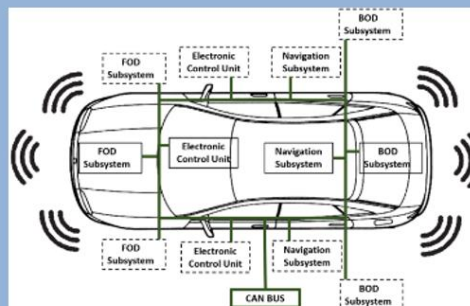 BOD
Subsystem
FOD
Subsystem
Electronic
Control Unit
Navigation
Subsystem
FOD
Subsystem
Electronic
Control Unit
Navigation
Subsystem
BOD
Subsystem
FOD
Subsystem
Electronic
Control Unit
Navigation
Subsystem
CAN BUS
BOD
Subsystem